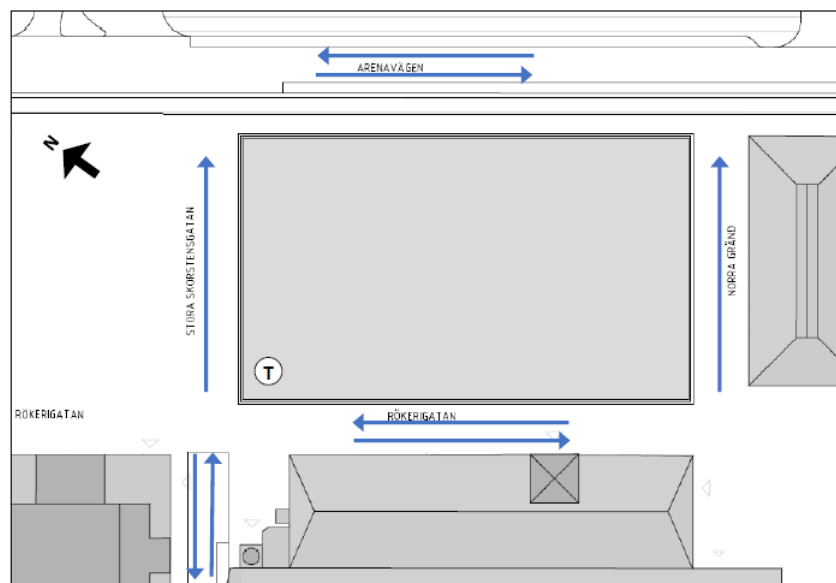 ARENAVÄGEN
N
STORA SKORSTENSGATAN
NORRA GRÄND
T
RÖKERIGATAN
RÖKERIGATAN